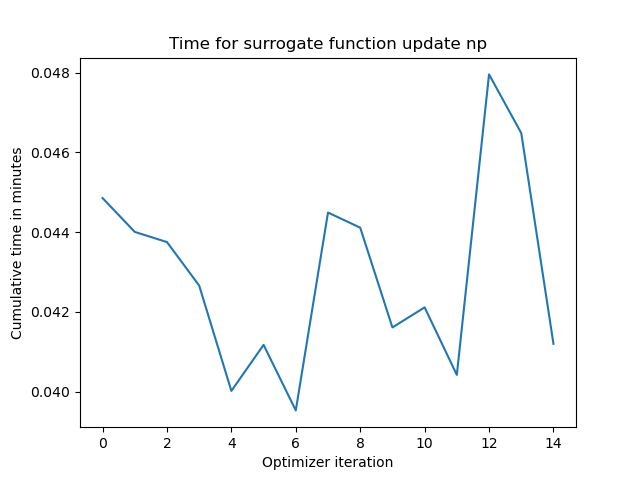 Time for surrogate function update np
Cumulative time in minutes
0.048
0.046
0.044
0.042
0.040
0 2 4 6 8 10 12 14
Optimizer iteration